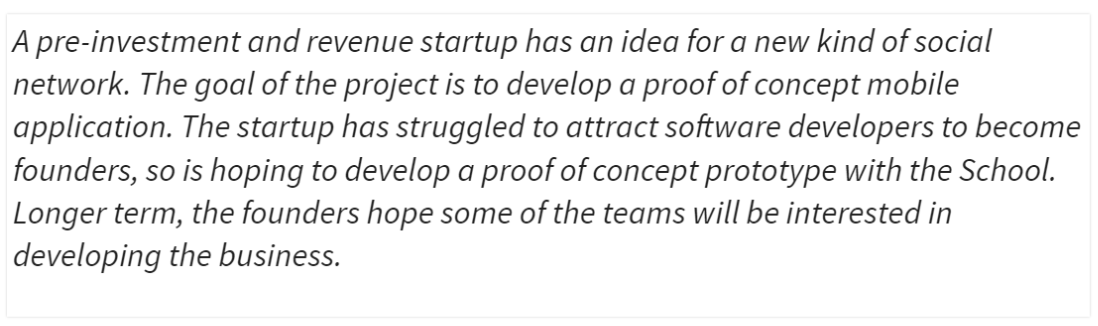 A pre-investment and revenue startup has an idea for a new kind of social
network. The goal of the project is to develop a proof of concept mobile
application. The startup has struggled to attract software developers to become
founders, so is hoping to develop a proof of concept prototype with the School.
Longer term, the founders hope some of the teams will be interested in
developing the business.